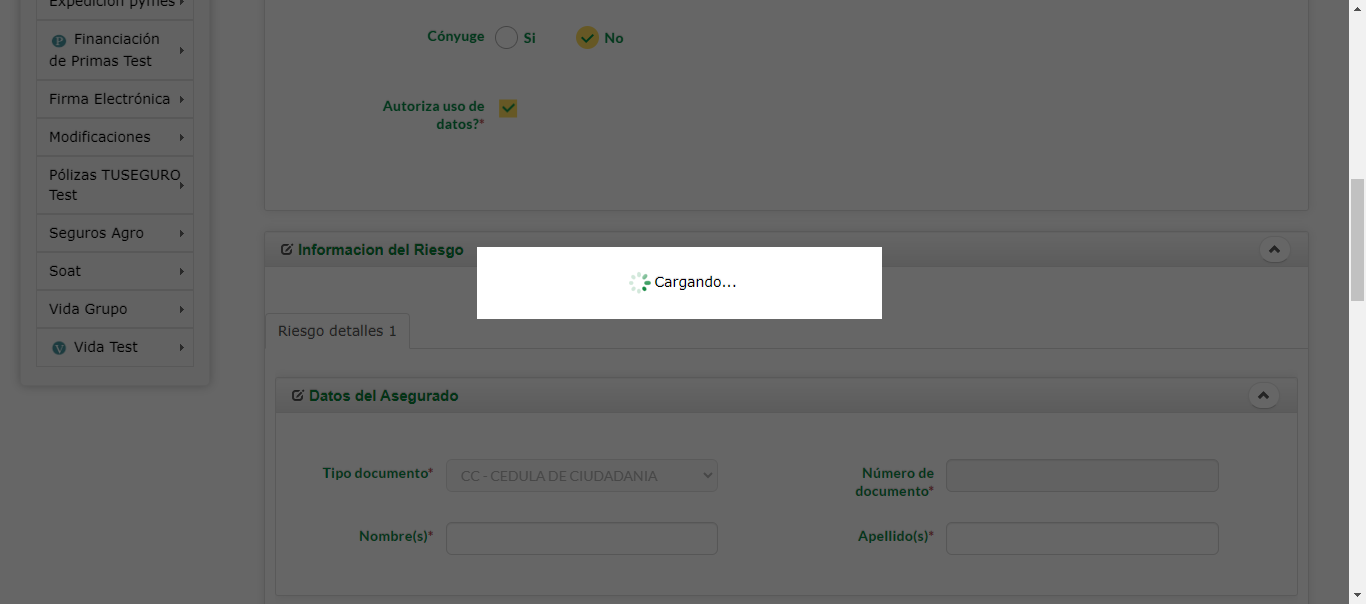 Expedición pymes
Financiación
de Primas Test
Firma Electrónica
Modificaciones
Pólizas TUSEGURO
Test
Seguros Agro
Soat
Vida Grupo
Vida Test
Cónyuge Si No
Autoriza uso de
datos?*
Informacion del Riesgo
Cargando...
Riesgo detalles 1
Datos del Asegurado
Tipo documento* CC - CEDULA DE CIUDADANIA
Número de
documento*
Nombre(s)*
Apellido(s)*